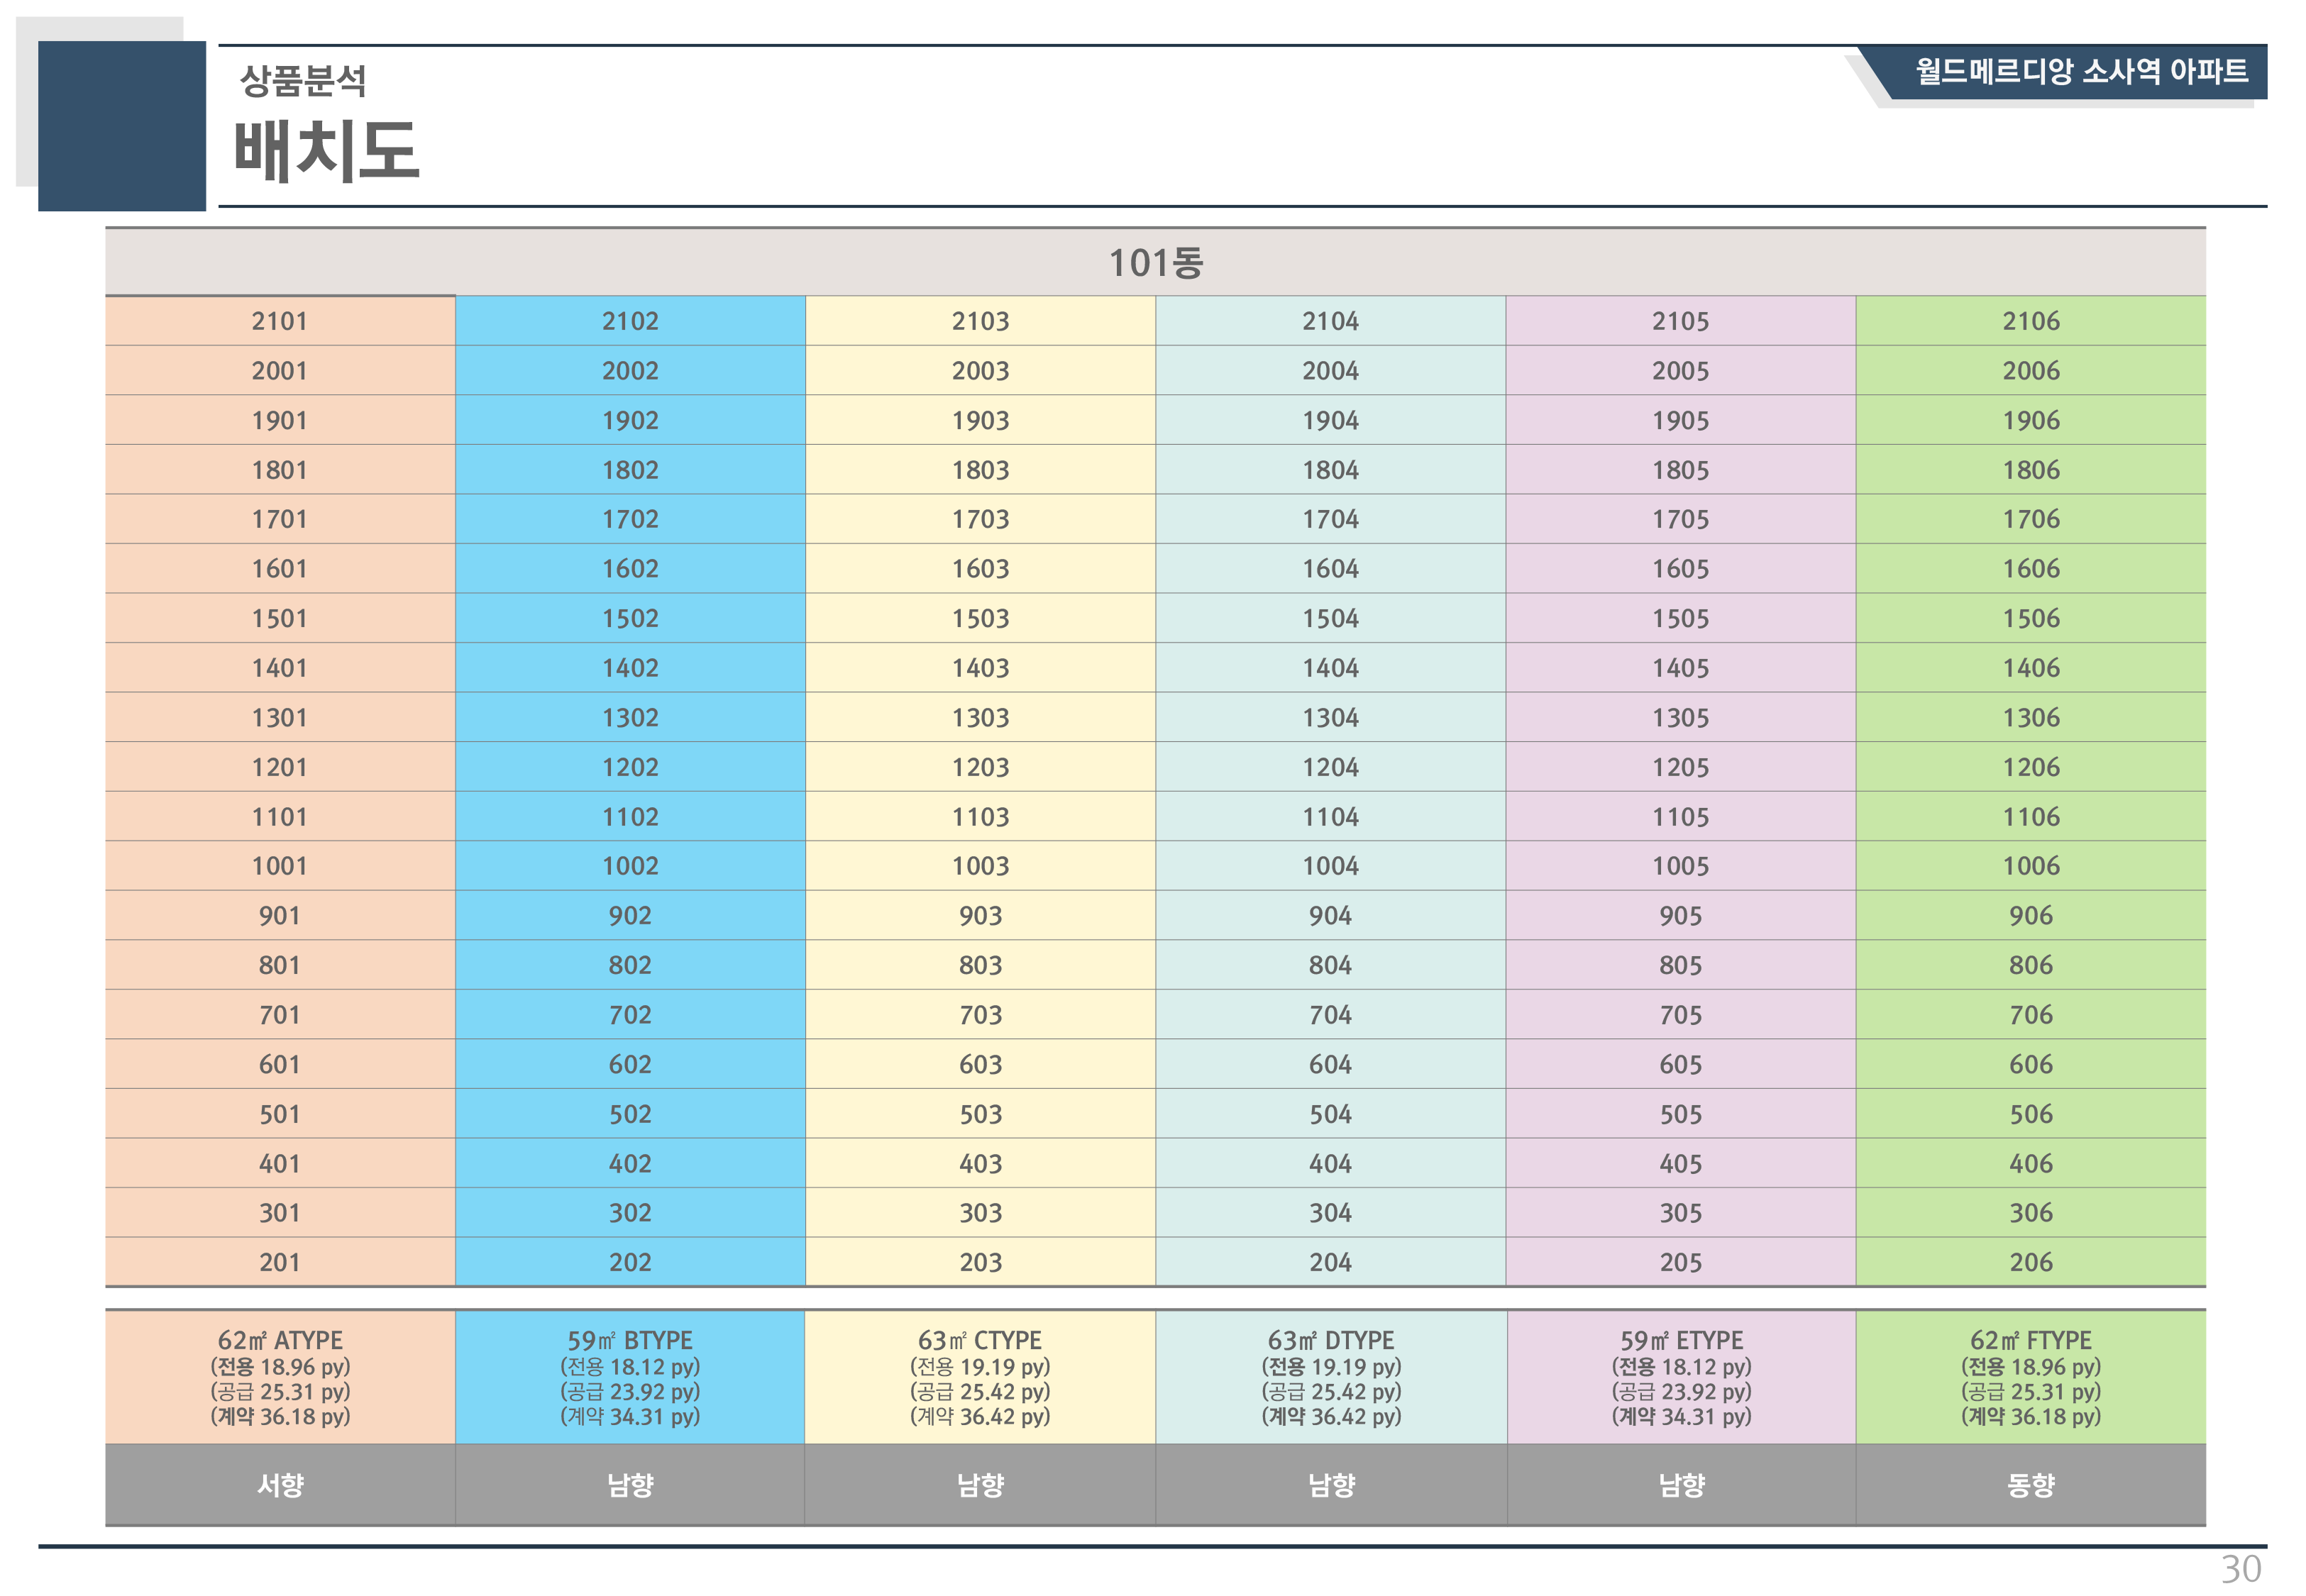 상품분석
배치도
월드메르디앙 소사역 아파트
101동
2101 2102 2103 2104 2105 2106
2001 2002 2003 2004 2005 2006
1901 1902 1903 1904 1905 1906
1801 1802 1803 1804 1805 1806
1701 1702 1703 1704 1705 1706
1601 1602 1603 1604 1605 1606
1501 1502 1503 1504 1505 1506
1401 1402 1403 1404 1405 1406
1301 1302 1303 1304 1305 1306
1201 1202 1203 1204 1205 1206
1101 1102 1103 1104 1105 1106
1001 1002 1003 1004 1005 1006
901 902 903 904 905 906
801 802 803 804 805 806
701 702 703 704 705 706
601 602 603 604 605 606
501 502 503 504 505 506
401 402 403 404 405 406
301 302 303 304 305 306
201 202 203 204 205 206
62㎡ ATYPE 59㎡ BTYPE 63㎡ CTYPE 63㎡ DTYPE 59㎡ ETYPE 62㎡ FTYPE
(전용 18.96 py) (전용 18.12 py) (전용 19.19 py) (전용 19.19 py) (전용 18.12 py) (전용 18.96 py)
(공급 25.31 py) (공급 23.92 py) (공급 25.42 py) (공급 25.42 py) (공급 23.92 py) (공급 25.31 py)
(계약 36.18 py) (계약 34.31 py) (계약 36.42 py) (계약 36.42 py) (계약 34.31 py) (계약 36.18 py)
서향 남향 남향 남향 남향 동향
30